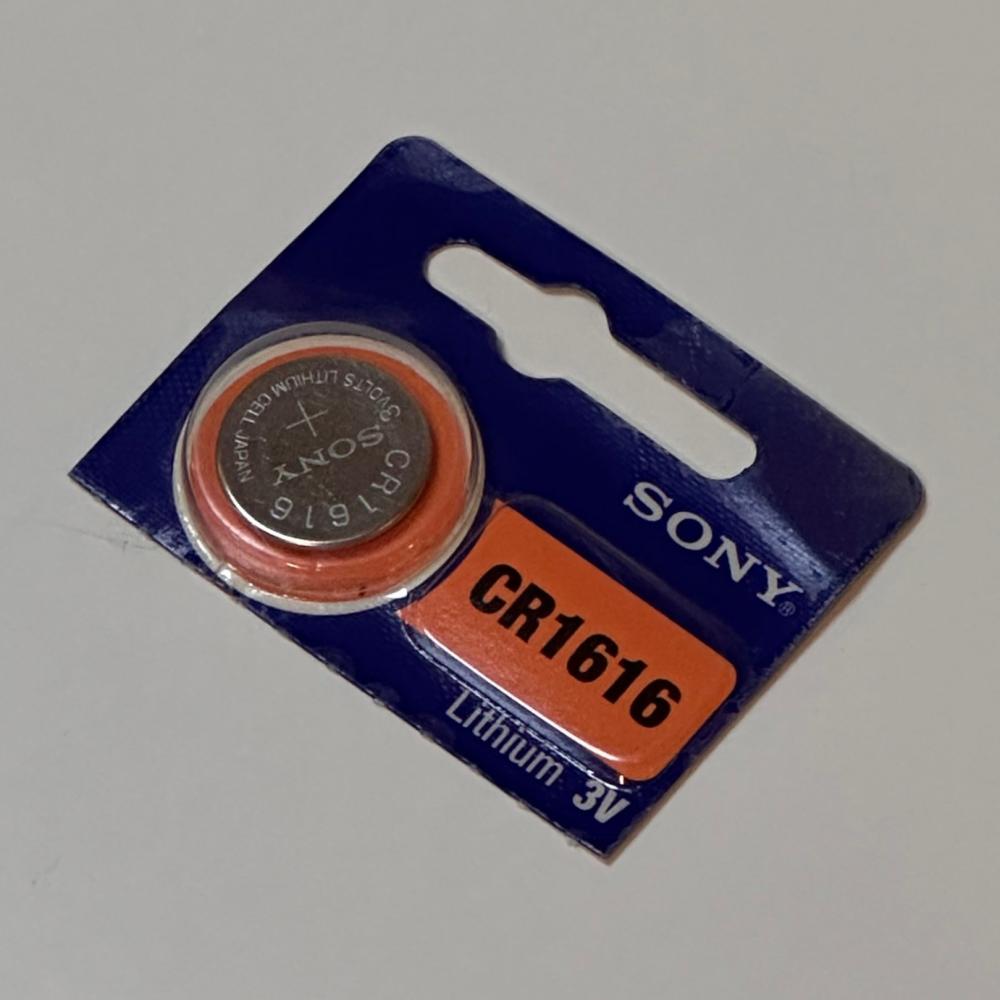 SONY®
CR1616
Lithium 3V
3VOLTS LITHIUM CELL JAPAN
+
SONY
CR1616